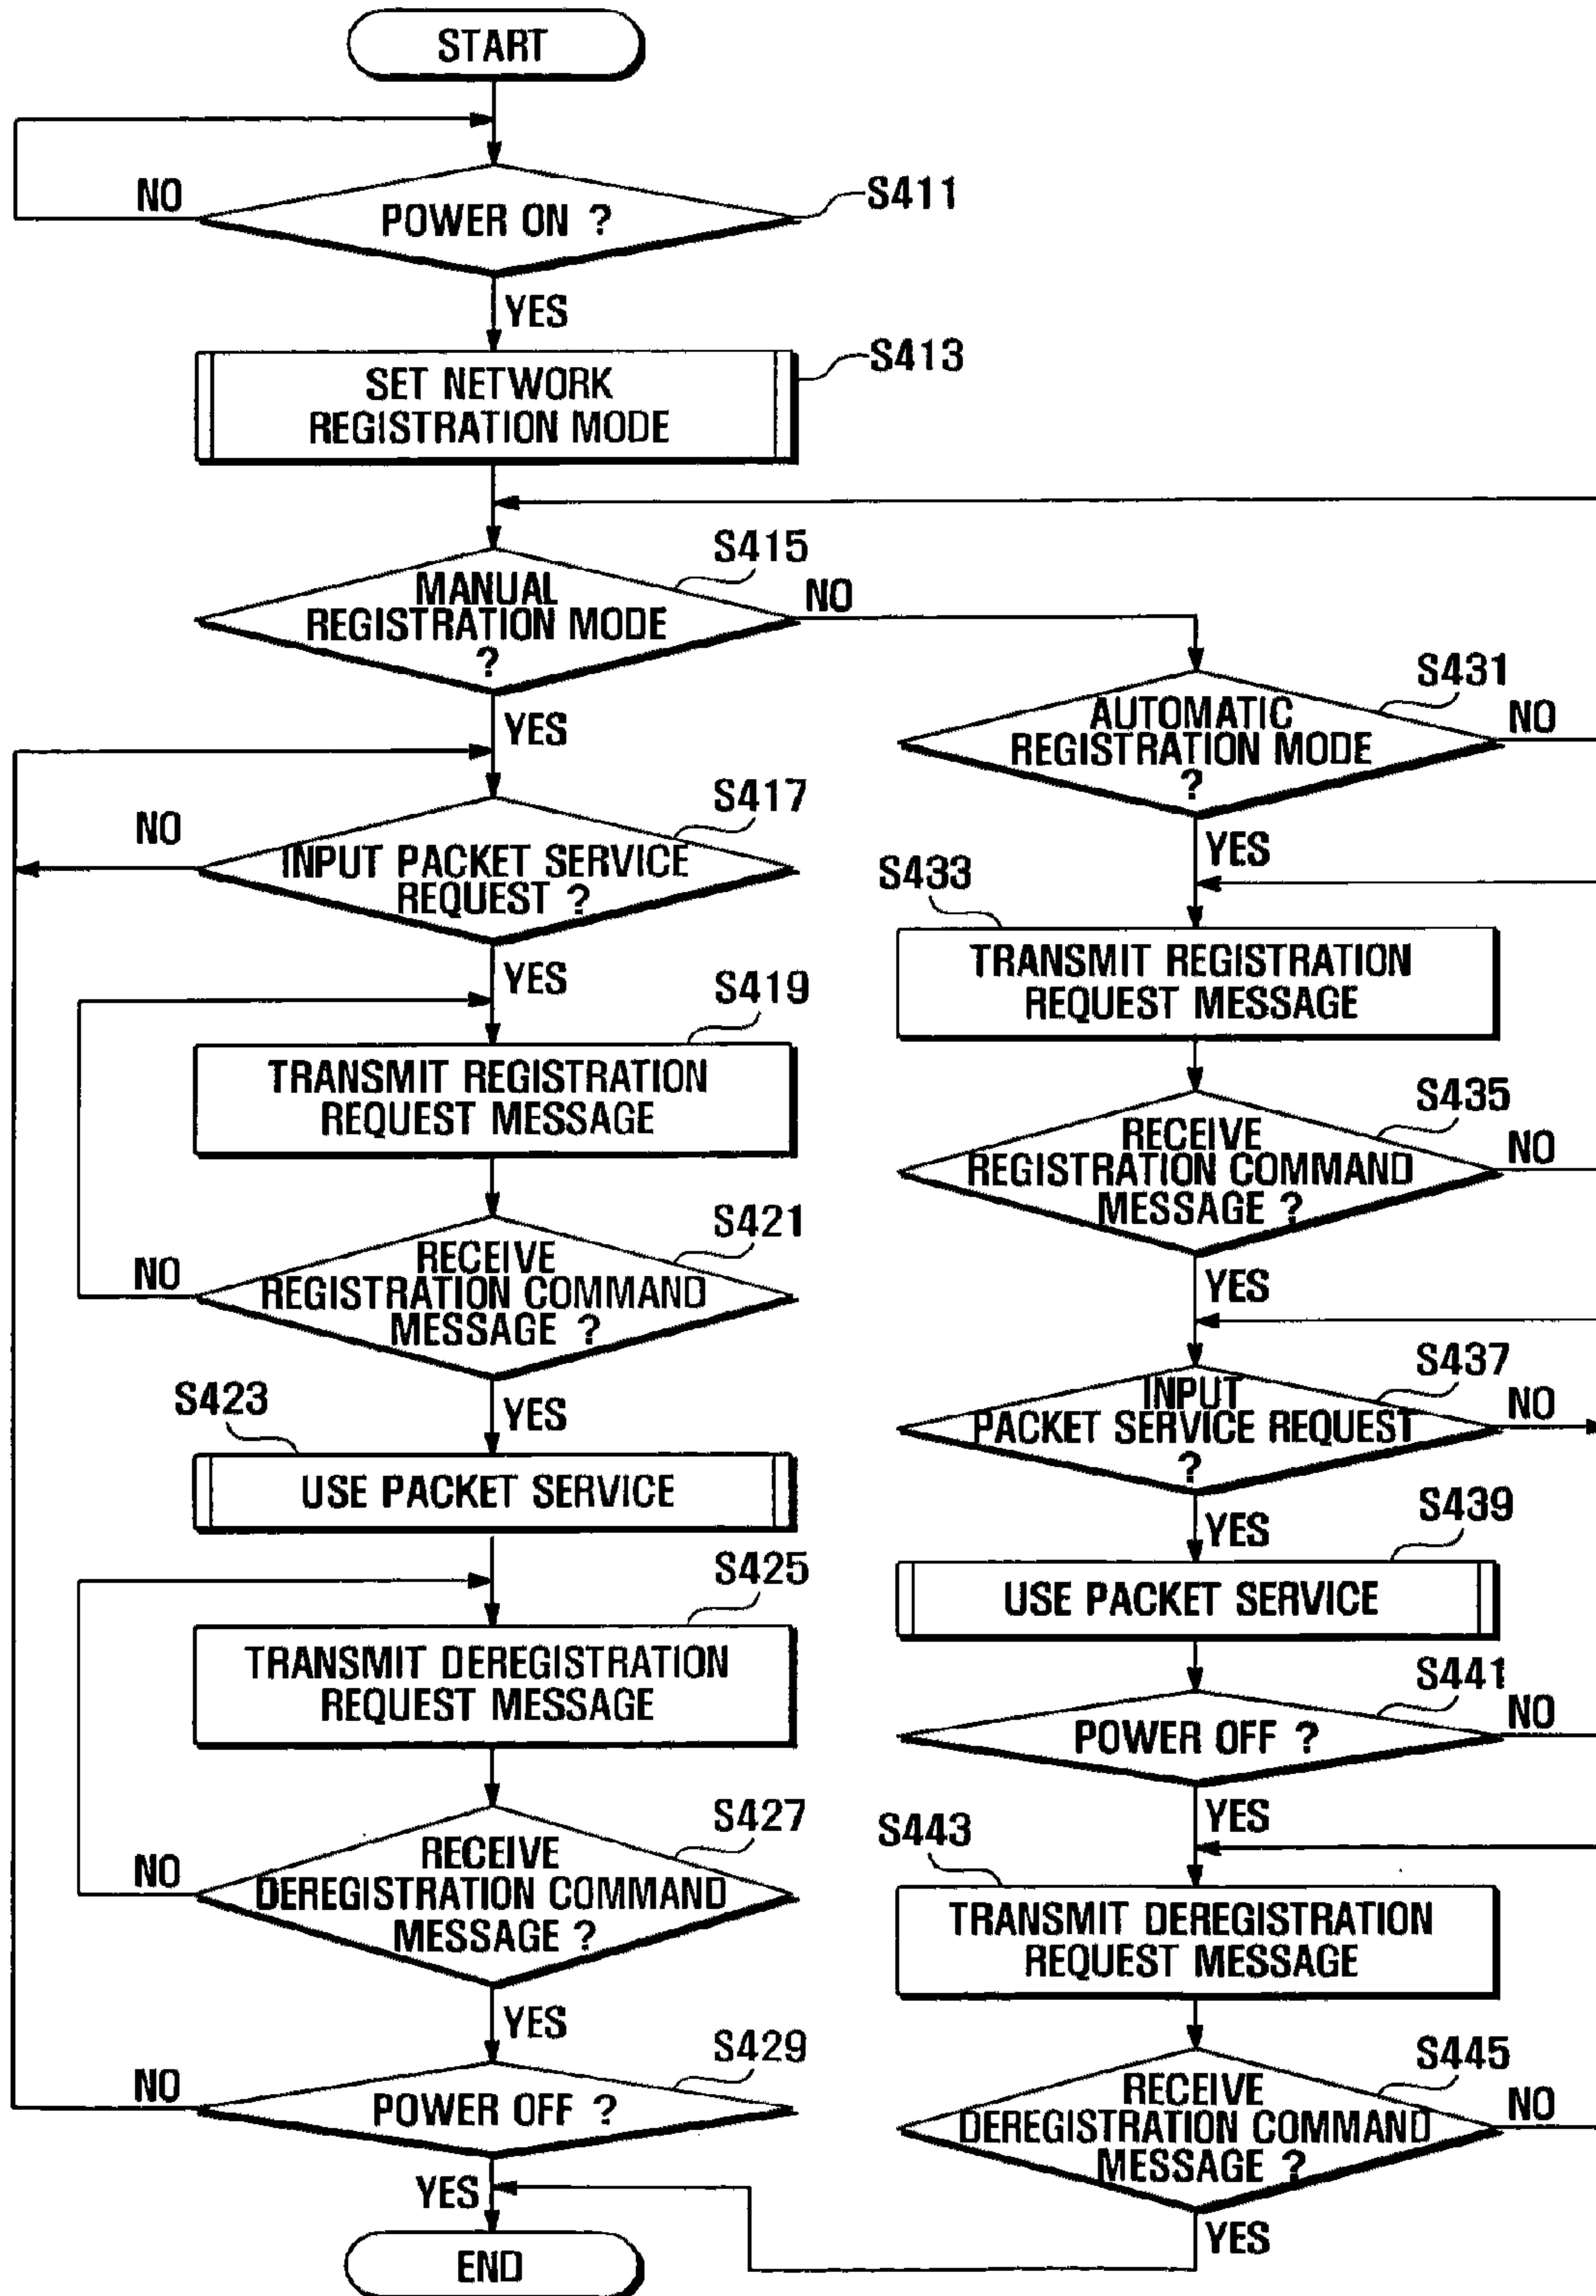 START
NO
POWER ON ?
S411
YES
SET NETWORK
REGISTRATION MODE
S413
MANUAL
REGISTRATION MODE
?
S415
NO
YES
NO
INPUT PACKET SERVICE
REQUEST ?
S417
YES
TRANSMIT REGISTRATION
REQUEST MESSAGE
S419
NO
RECEIVE
REGISTRATION COMMAND
MESSAGE ?
S421
YES
S423
USE PACKET SERVICE
TRANSMIT DEREGISTRATION
REQUEST MESSAGE
S425
NO
RECEIVE
DEREGISTRATION COMMAND
MESSAGE ?
S427
YES
NO
POWER OFF ?
S429
YES
END
AUTOMATIC
REGISTRATION MODE
?
S431
NO
YES
S433
TRANSMIT REGISTRATION
REQUEST MESSAGE
RECEIVE
REGISTRATION COMMAND
MESSAGE ?
S435
NO
YES
INPUT
PACKET SERVICE REQUEST
?
S437
NO
YES
S439
USE PACKET SERVICE
POWER OFF ?
S441
NO
YES
S443
TRANSMIT DEREGISTRATION
REQUEST MESSAGE
RECEIVE
DEREGISTRATION COMMAND
MESSAGE ?
S445
NO
YES